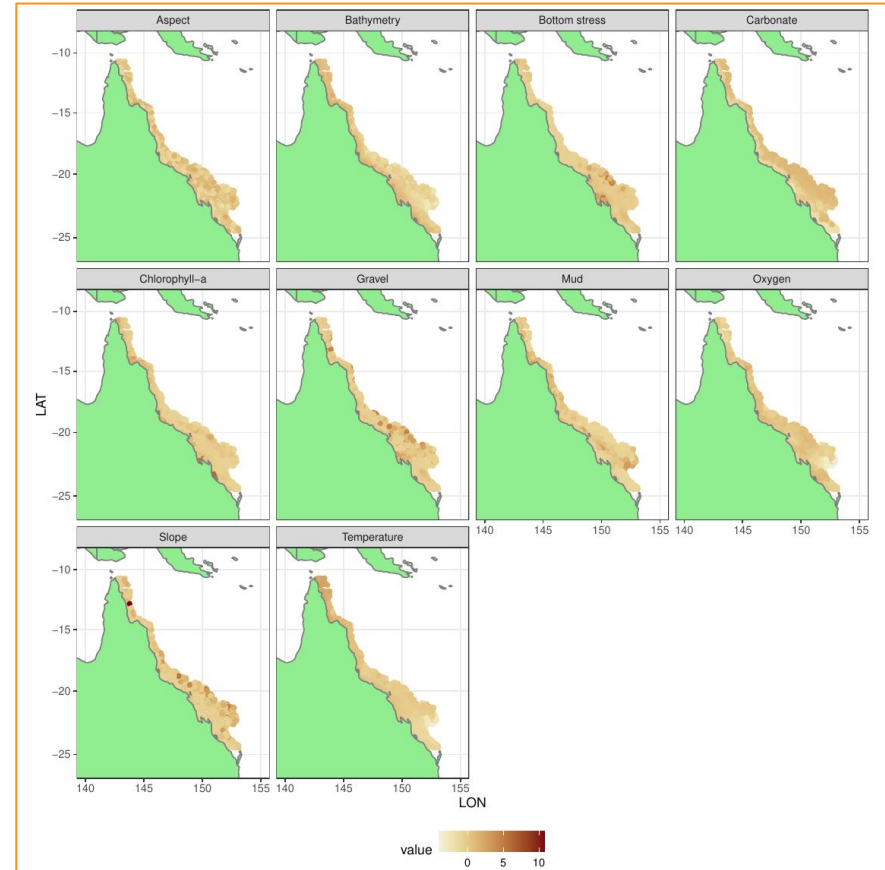 Aspect Bathymetry Bottom stress Carbonate
−10
−15
−20
−25
Chlorophyll−a Gravel Mud Oxygen
−10
−15
LAT
−20
−25
140 145 150 155 140 145 150 155
Slope Temperature
−10
−15
−20
−25
140 145 150 155 140 145 150 155
LON
value
0 5 10